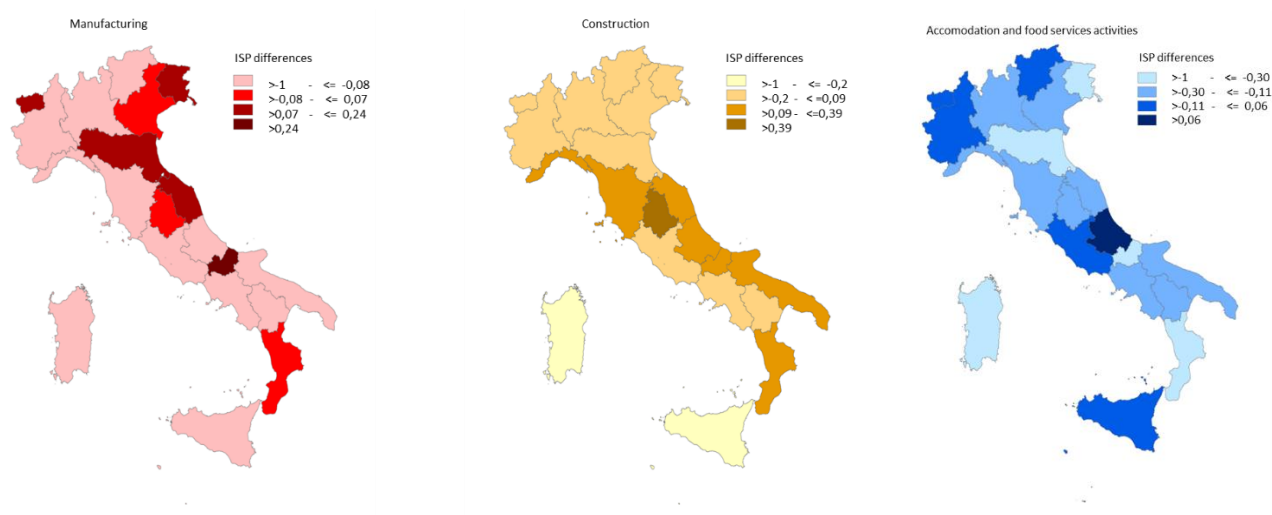 Manufacturing
ISP differences
>-1 - <= -0,08
>-0,08 - <= 0,07
>0,07 - <= 0,24
>0,24
Construction
ISP differences
>-1 - <= -0,2
>-0,2 - <=0,09
>0,09 - <=0,39
>0,39
Accomodation and food services activities
ISP differences
>-1 - <= -0,30
>-0,30 - <= -0,11
>-0,11 - <= 0,06
>0,06